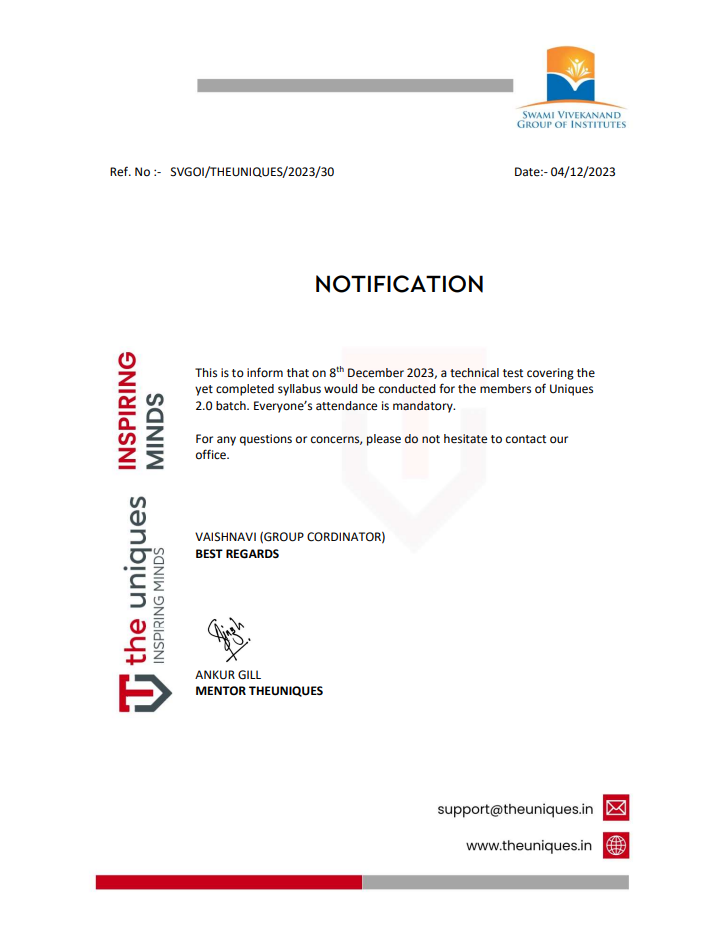 SWAMI VIVEKANAND
GROUP OF INSTITUTES
Ref. No :- SVGOI/THEUNIQUES/2023/30 Date:- 04/12/2023
NOTIFICATION
INSPIRING
MINDS
the uniques
INSPIRING MINDS
This is to inform that on 8th December 2023, a technical test covering the
yet completed syllabus would be conducted for the members of Uniques
2.0 batch. Everyone’s attendance is mandatory.
For any questions or concerns, please do not hesitate to contact our
office.
VAISHNAVI (GROUP CORDINATOR)
BEST REGARDS
ANKUR GILL
MENTOR THEUNIQUES
support@theuniques.in
www.theuniques.in